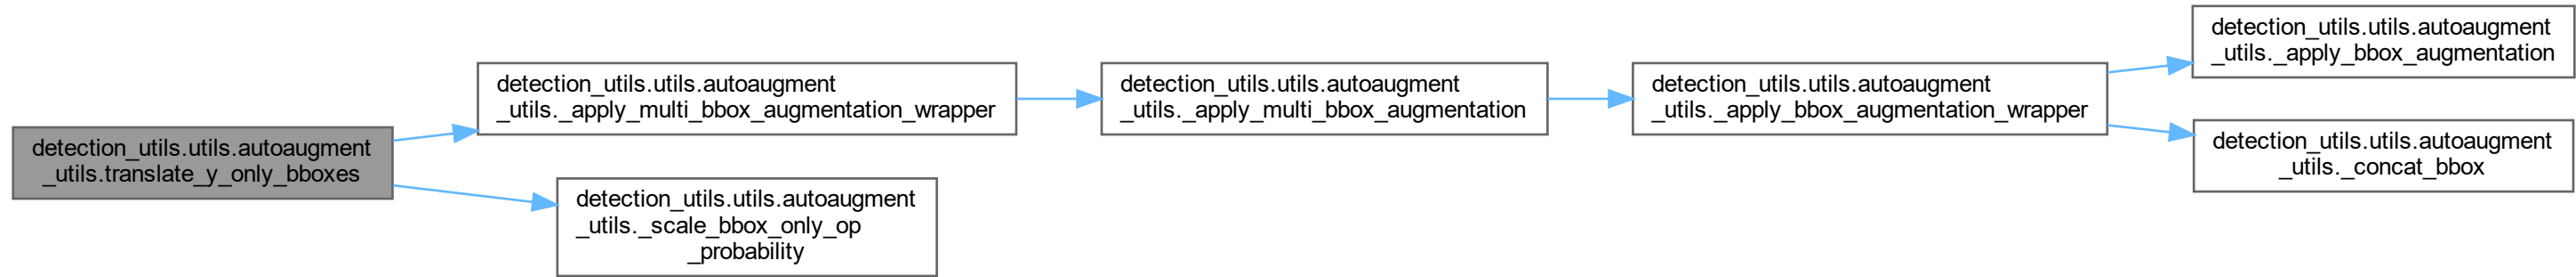 detection_utils.utils.autoaugment
_utils.translate_y_only_bboxes
detection_utils.utils.autoaugment
_utils._apply_multi_bbox_augmentation_wrapper
detection_utils.utils.autoaugment
_utils._apply_multi_bbox_augmentation
detection_utils.utils.autoaugment
_utils._apply_bbox_augmentation_wrapper
detection_utils.utils.autoaugment
_utils._apply_bbox_augmentation
detection_utils.utils.autoaugment
_utils._concat_bbox
detection_utils.utils.autoaugment
_utils._scale_bbox_only_op
_probability